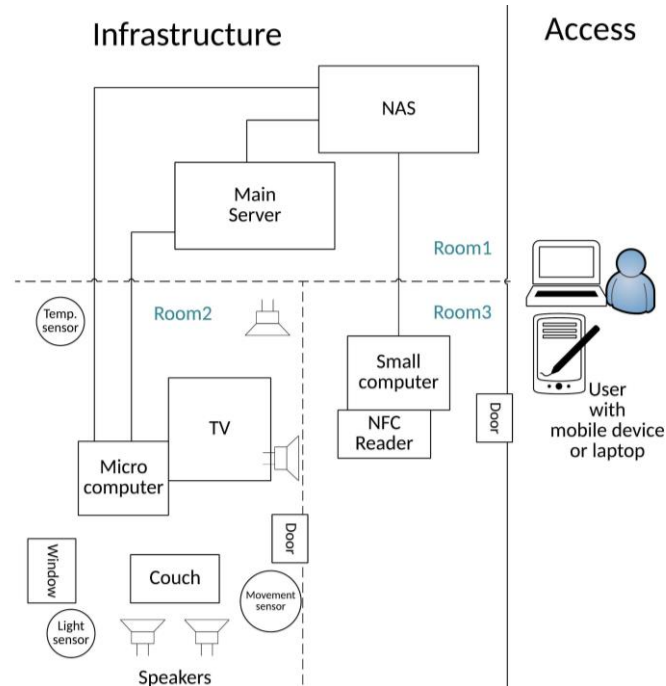 Infrastructure
Access
NAS
Main
Server
Room1
Room2
Room3
Temp.
sensor
Small
computer
TV
NFC
Reader
Door
User
with
mobile device
or laptop
Micro
computer
Door
Window
Couch
Movement
sensor
Light
sensor
Speakers